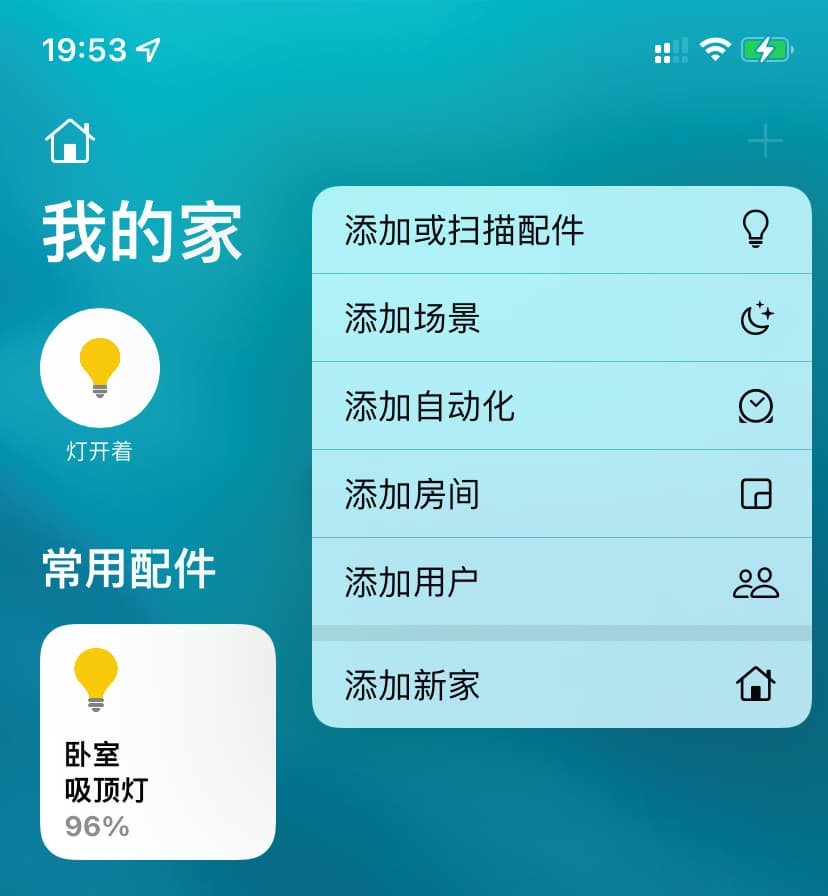 19:53
我的家
添加或扫描配件
添加场景
添加自动化
添加房间
添加用户
添加新家
灯开着
常用配件
卧室
吸顶灯
96%